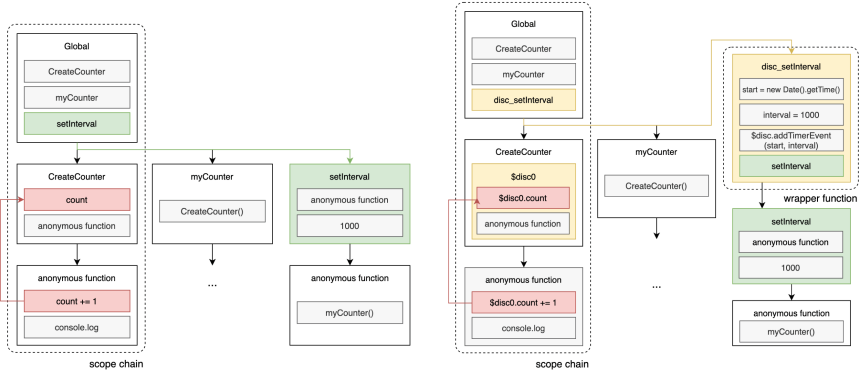 Global
CreateCounter
myCounter
setInterval
CreateCounter
count
anonymous function
myCounter
CreateCounter()
setInterval
anonymous function
1000
anonymous function
count += 1
console.log
...
anonymous function
myCounter()
scope chain
Global
CreateCounter
myCounter
disc_setInterval
disc_setInterval
start = new Date().getTime()
interval = 1000
$disc.addTimerEvent
(start, interval)
setInterval
wrapper function
CreateCounter
$disc0
$disc0.count
anonymous function
myCounter
CreateCounter()
setInterval
anonymous function
1000
anonymous function
$disc0.count += 1
console.log
...
anonymous function
myCounter()
scope chain